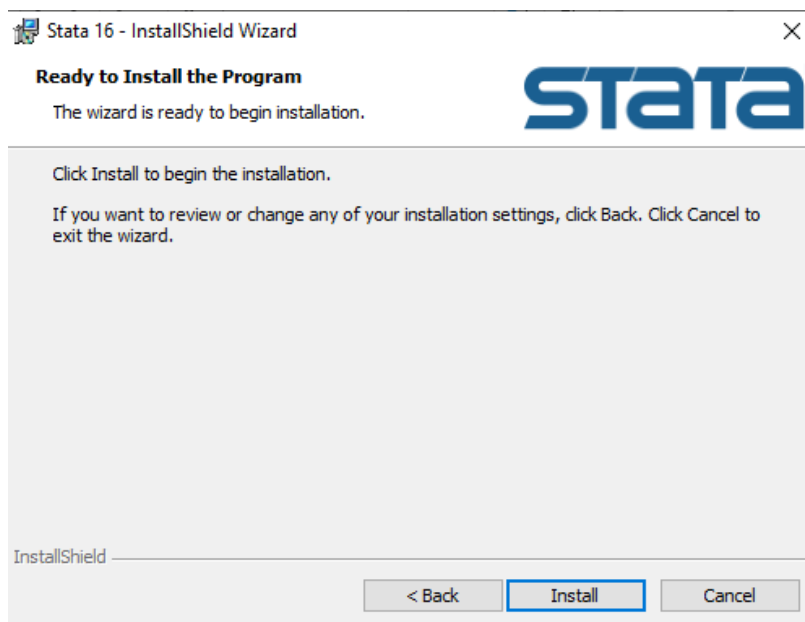 Stata 16 - InstallShield Wizard
Ready to Install the Program
The wizard is ready to begin installation.
STATA
Click Install to begin the installation.
If you want to review or change any of your installation settings, click Back. Click Cancel to
exit the wizard.
InstallShield
< Back
Install
Cancel